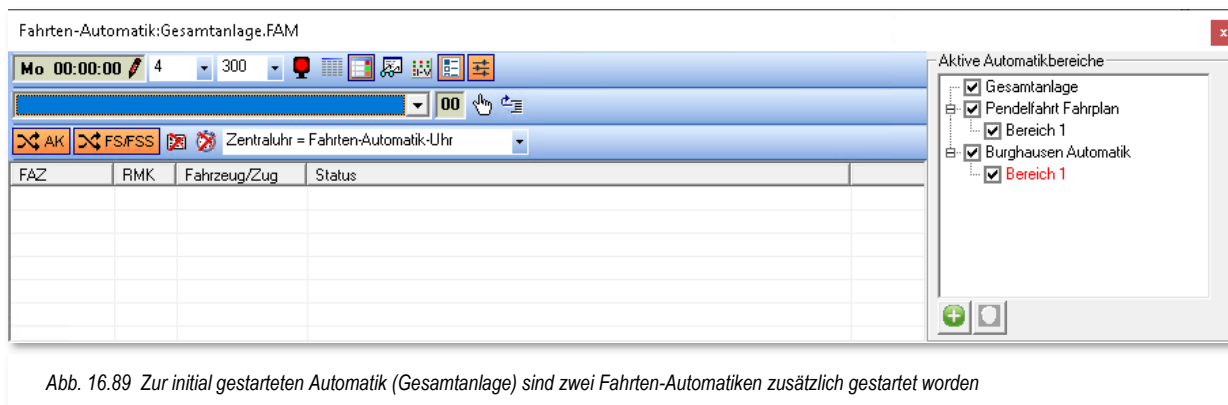 Fahrten-Automatik:Gesamtanlage.FAM
x
Mo 00:00:00 4 300
00
AK FS/FSS Zentraluhr = Fahrten-Automatik-Uhr
FAZ RMK Fahrzeug/Zug Status
Aktive Automatikbereiche
Gesamtanlage
Pendelfahrt Fahrplan
Bereich 1
Burghausen Automatik
Bereich 1
Abb. 16.89 Zur initial gestarteten Automatik (Gesamtanlage) sind zwei Fahrten-Automatiken zusätzlich gestartet worden